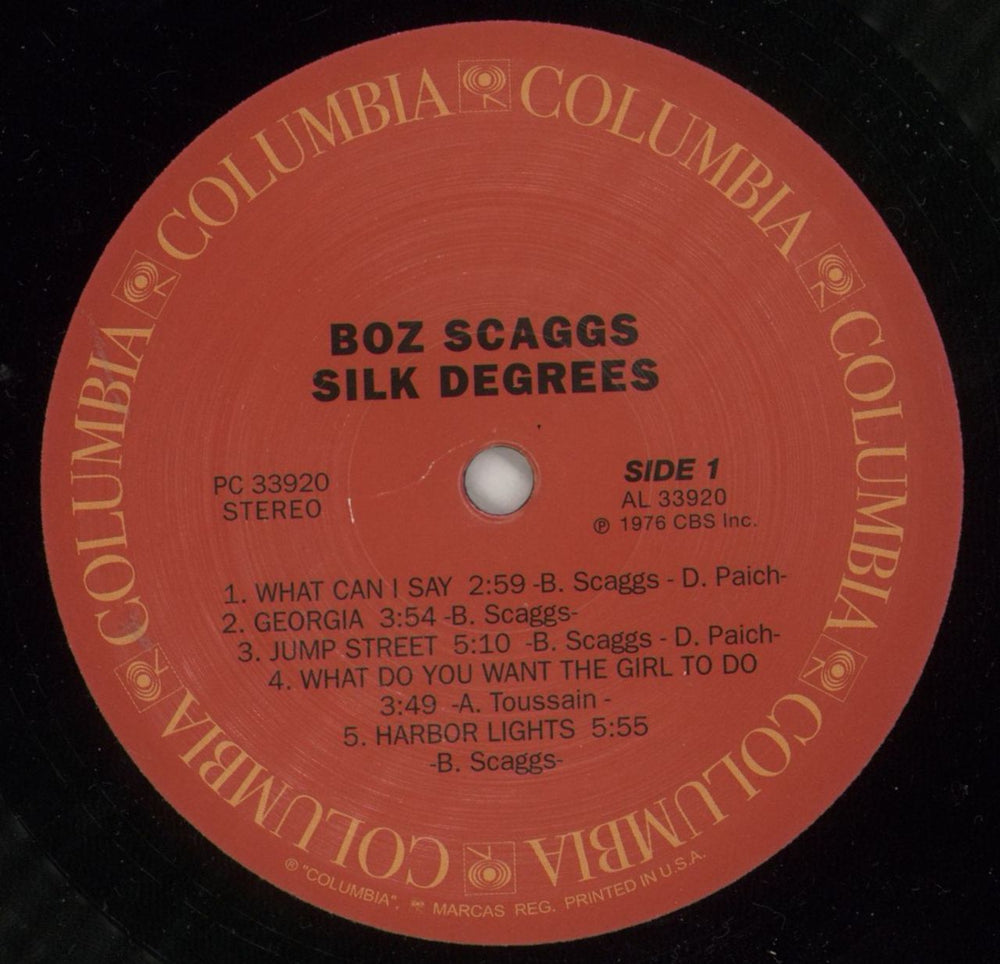 COLUMBIA COLUMBIA COLUMBIA COLUMBIA COLUMBIA COLUMBIA COLUMBIA
BOZ SCAGGS
SILK DEGREES
PC 33920
STEREO
SIDE 1
AL 33920
℗ 1976 CBS Inc.
1. WHAT CAN I SAY 2:59 -B. Scaggs - D. Paich-
2. GEORGIA 3:54 -B. Scaggs-
3. JUMP STREET 5:10 -B. Scaggs - D. Paich-
4. WHAT DO YOU WANT THE GIRL TO DO
3:49 -A. Toussain -
5. HARBOR LIGHTS 5:55
-B. Scaggs-
® "COLUMBIA", MARCAS REG. PRINTED IN U.S.A.